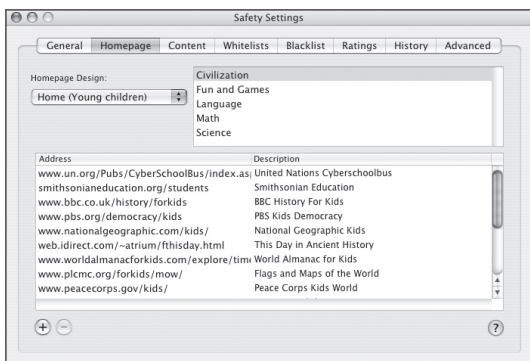 Safety Settings
General Homepage Content Whitelists Blacklist Ratings History Advanced
Homepage Design:
Home (Young children)
Civilization
Fun and Games
Language
Math
Science
Address Description
www.un.org/Pubs/CyberSchoolBus/index.as United Nations Cyberschoolbus
smithsonianeducation.org/students Smithsonian Education
www.bbc.co.uk/history/forkids BBC History For Kids
www.pbs.org/democracy/kids PBS Kids Democracy
www.nationalgeographic.com/kids/ National Geographic Kids
web.idirect.com/~atrium/fthisday.html This Day in Ancient History
www.worldalmanacforkids.com/explore/time World Almanac for Kids
www.plcmc.org/forkids/mow/ Flags and Maps of the World
www.peacecorps.gov/kids/ Peace Corps Kids World
+ − ?